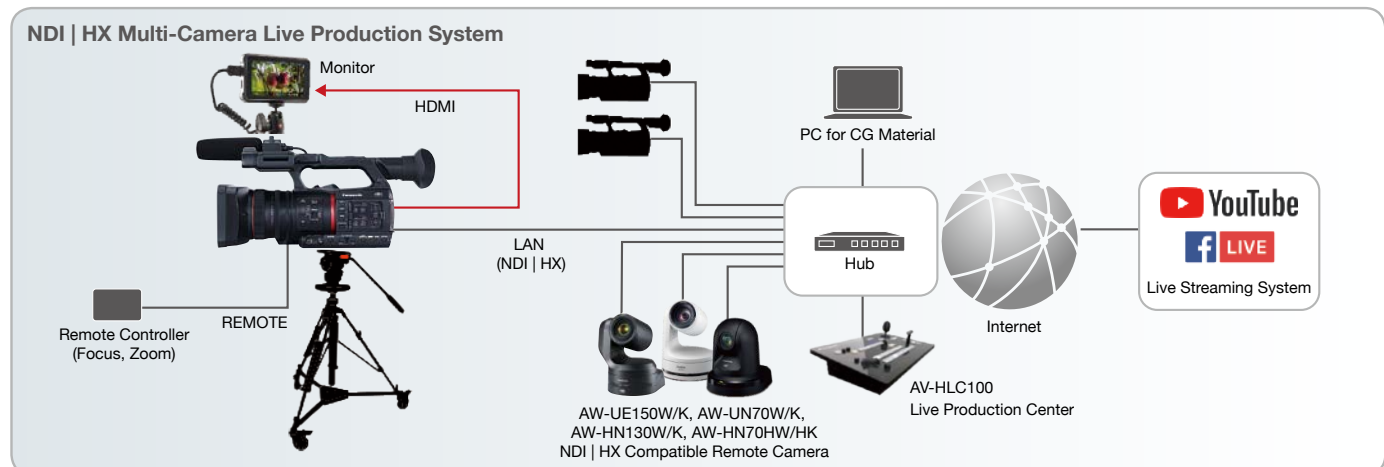 NDI | HX Multi-Camera Live Production System
Monitor
HDMI
LAN
(NDI | HX)
REMOTE
Remote Controller
(Focus, Zoom)
PC for CG Material
Hub
AW-UE150W/K, AW-UN70W/K,
AW-HN130W/K, AW-HN70HW/HK
NDI | HX Compatible Remote Camera
AV-HLC100
Live Production Center
Internet
YouTube
f LIVE
Live Streaming System